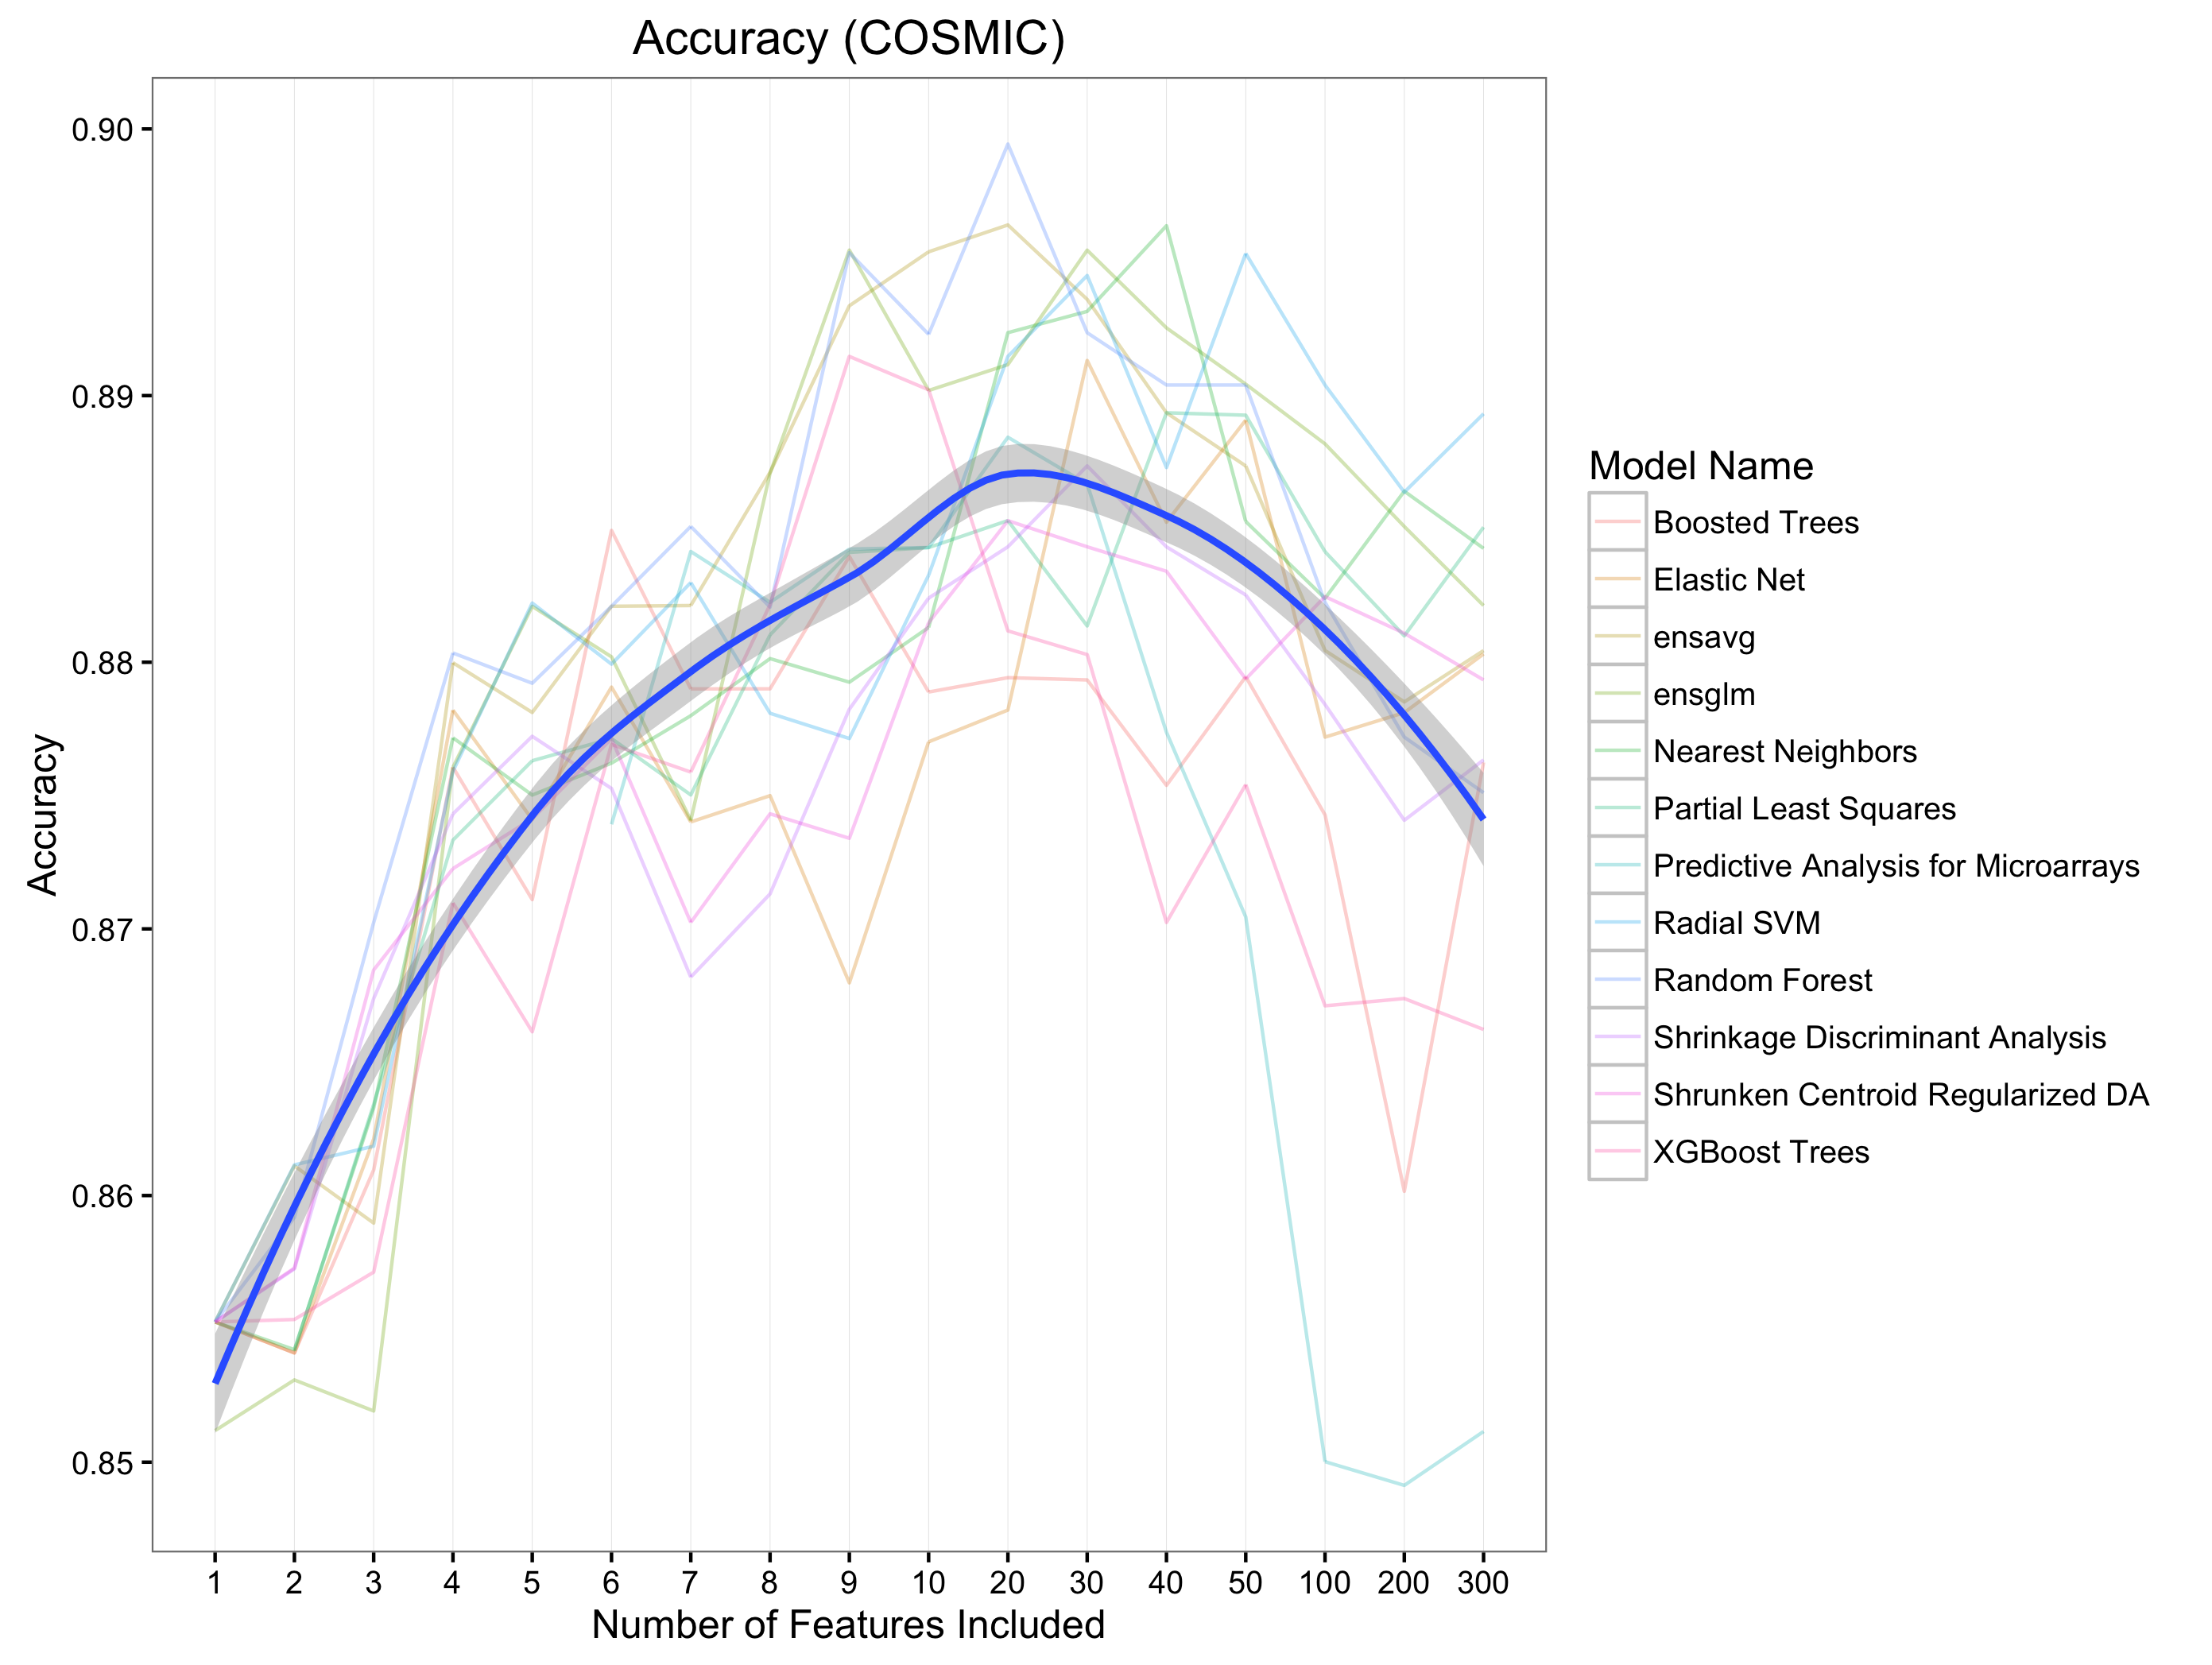 Accuracy (COSMIC)
0.90
0.89
0.88
0.87
0.86
0.85
Accuracy
1 2 3 4 5 6 7 8 9 10 20 30 40 50 100 200 300
Number of Features Included
Model Name
Boosted Trees
Elastic Net
ensavg
ensglm
Nearest Neighbors
Partial Least Squares
Predictive Analysis for Microarrays
Radial SVM
Random Forest
Shrinkage Discriminant Analysis
Shrunken Centroid Regularized DA
XGBoost Trees